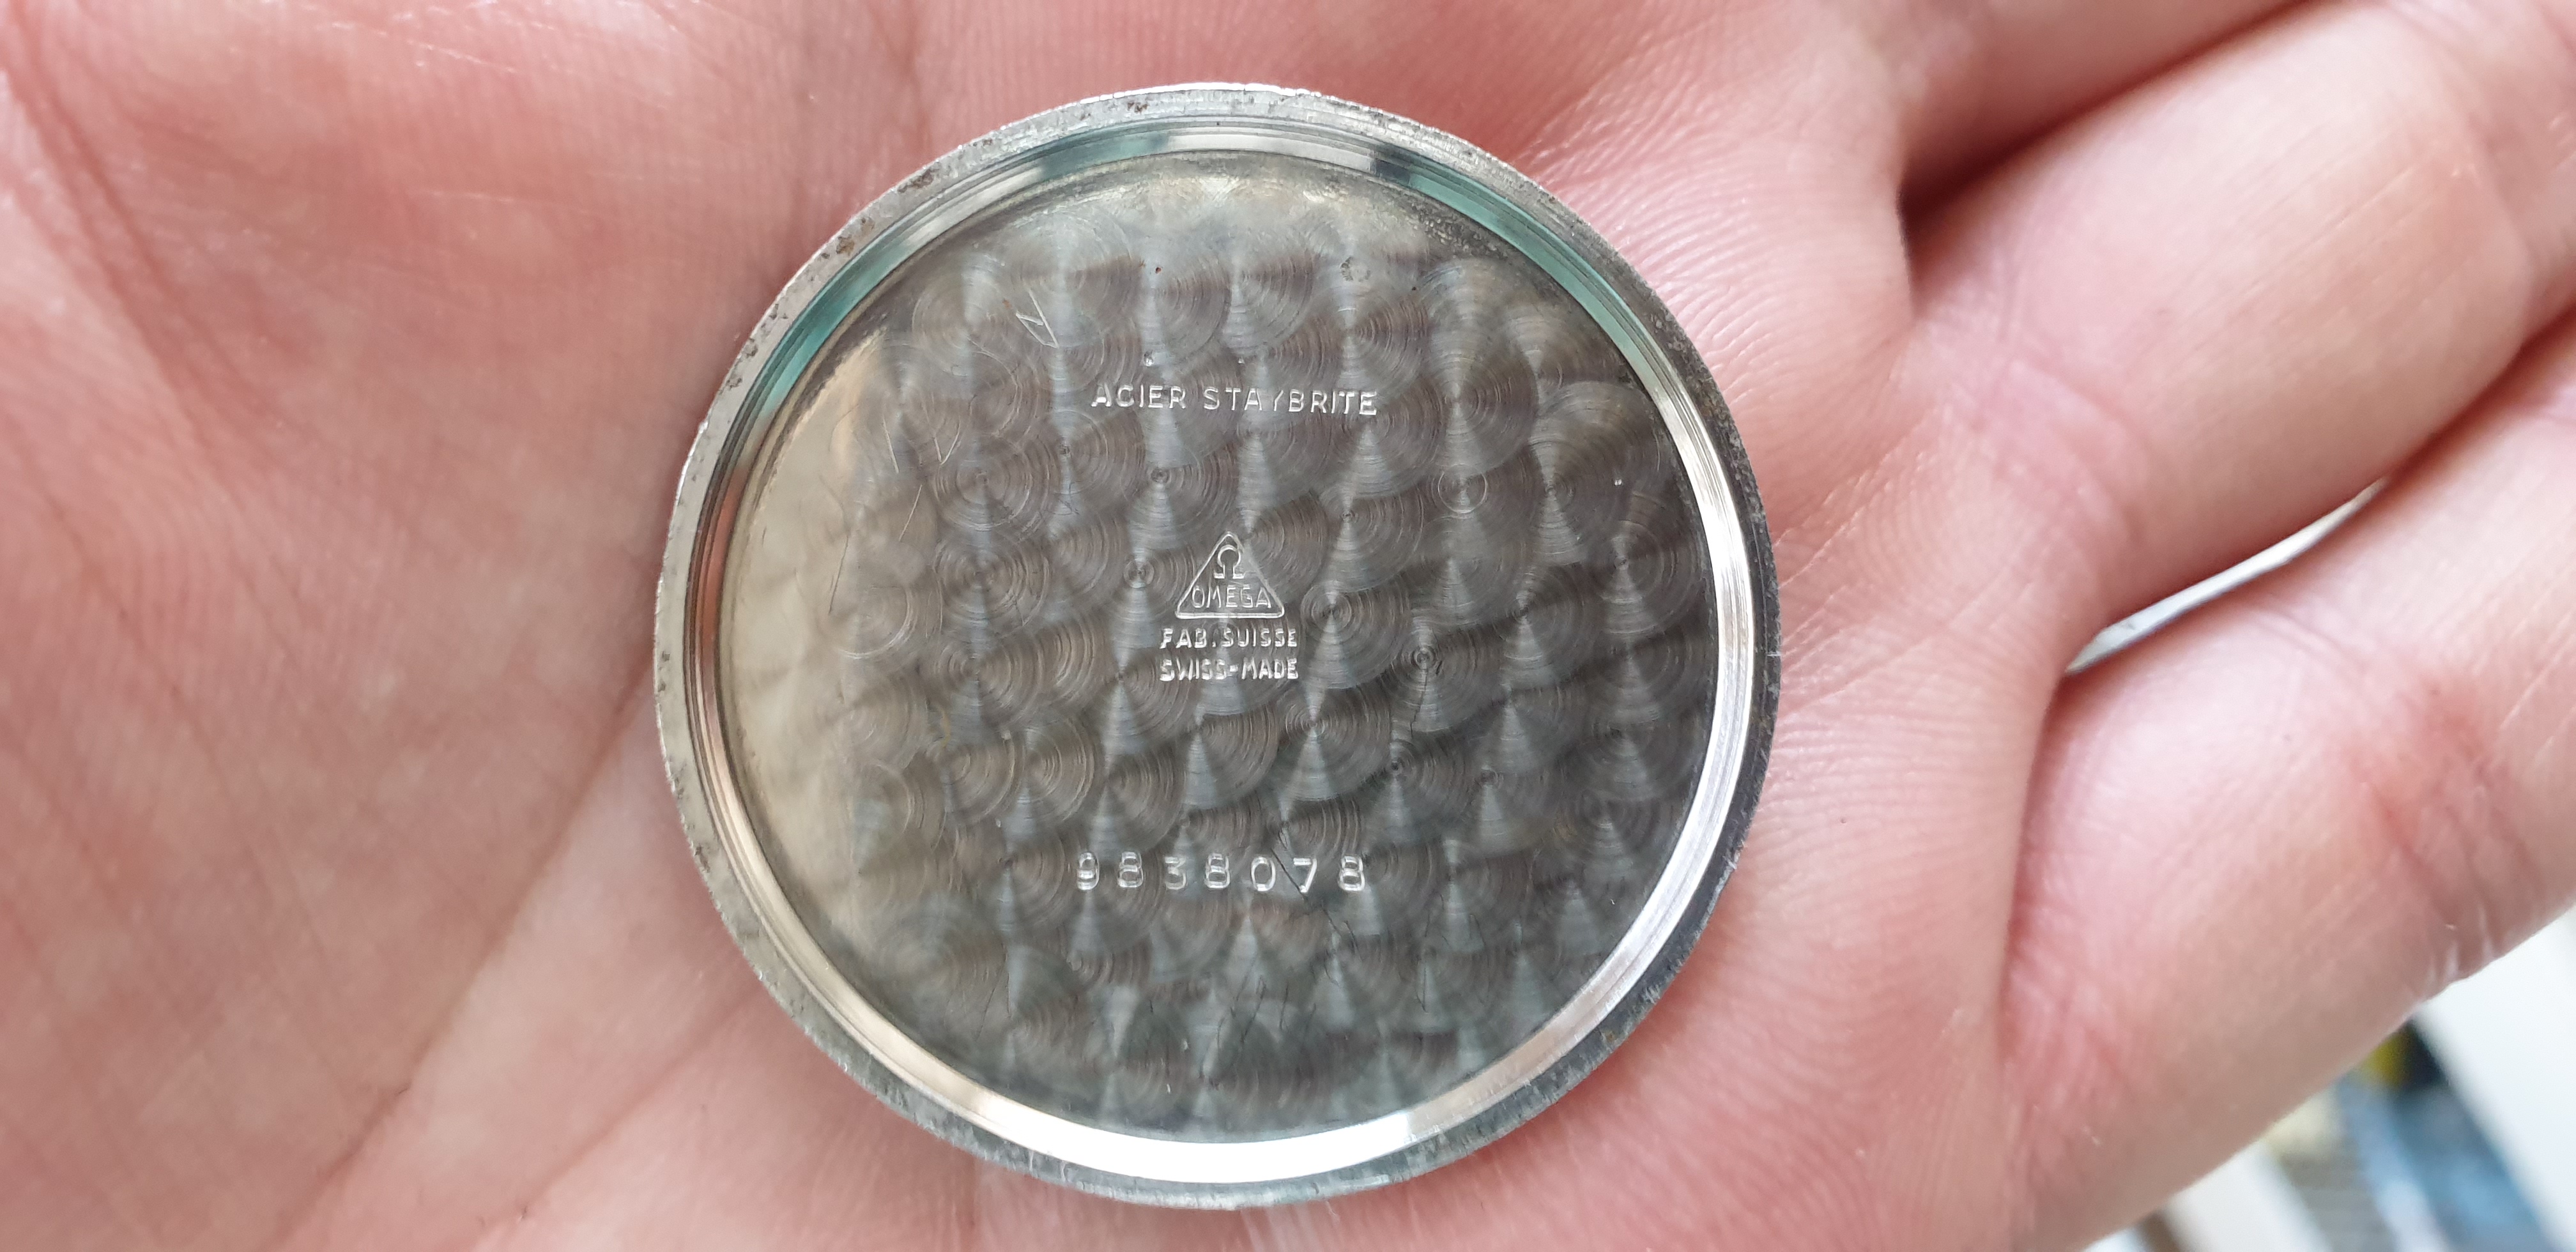 ACIER STAYBRITE
Ω
OMEGA
FAB. SUISSE
SWISS-MADE
9838078